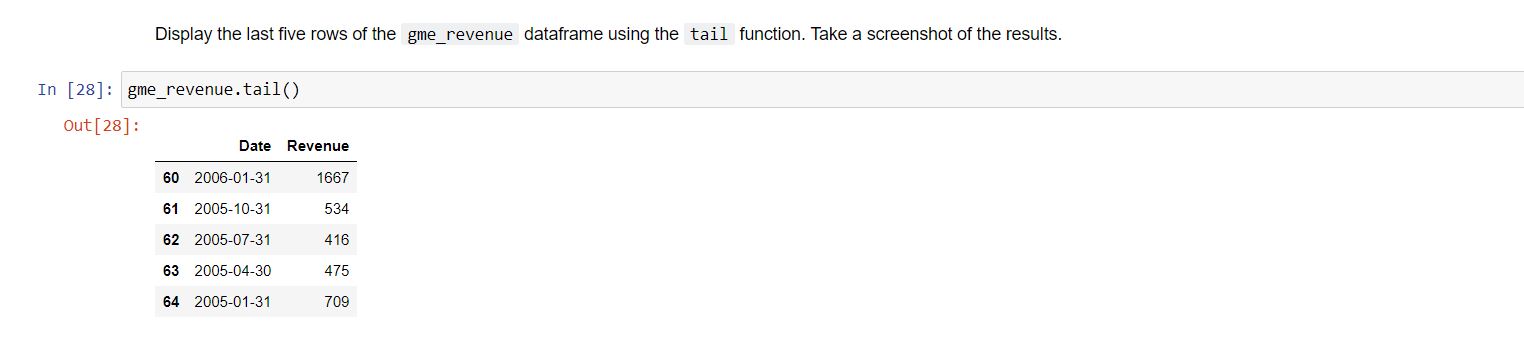 Display the last five rows of the gme_revenue dataframe using the tail function. Take a screenshot of the results.
In [28]: gme_revenue.tail()
Out[28]:
Date Revenue
60 2006-01-31 1667
61 2005-10-31 534
62 2005-07-31 416
63 2005-04-30 475
64 2005-01-31 709